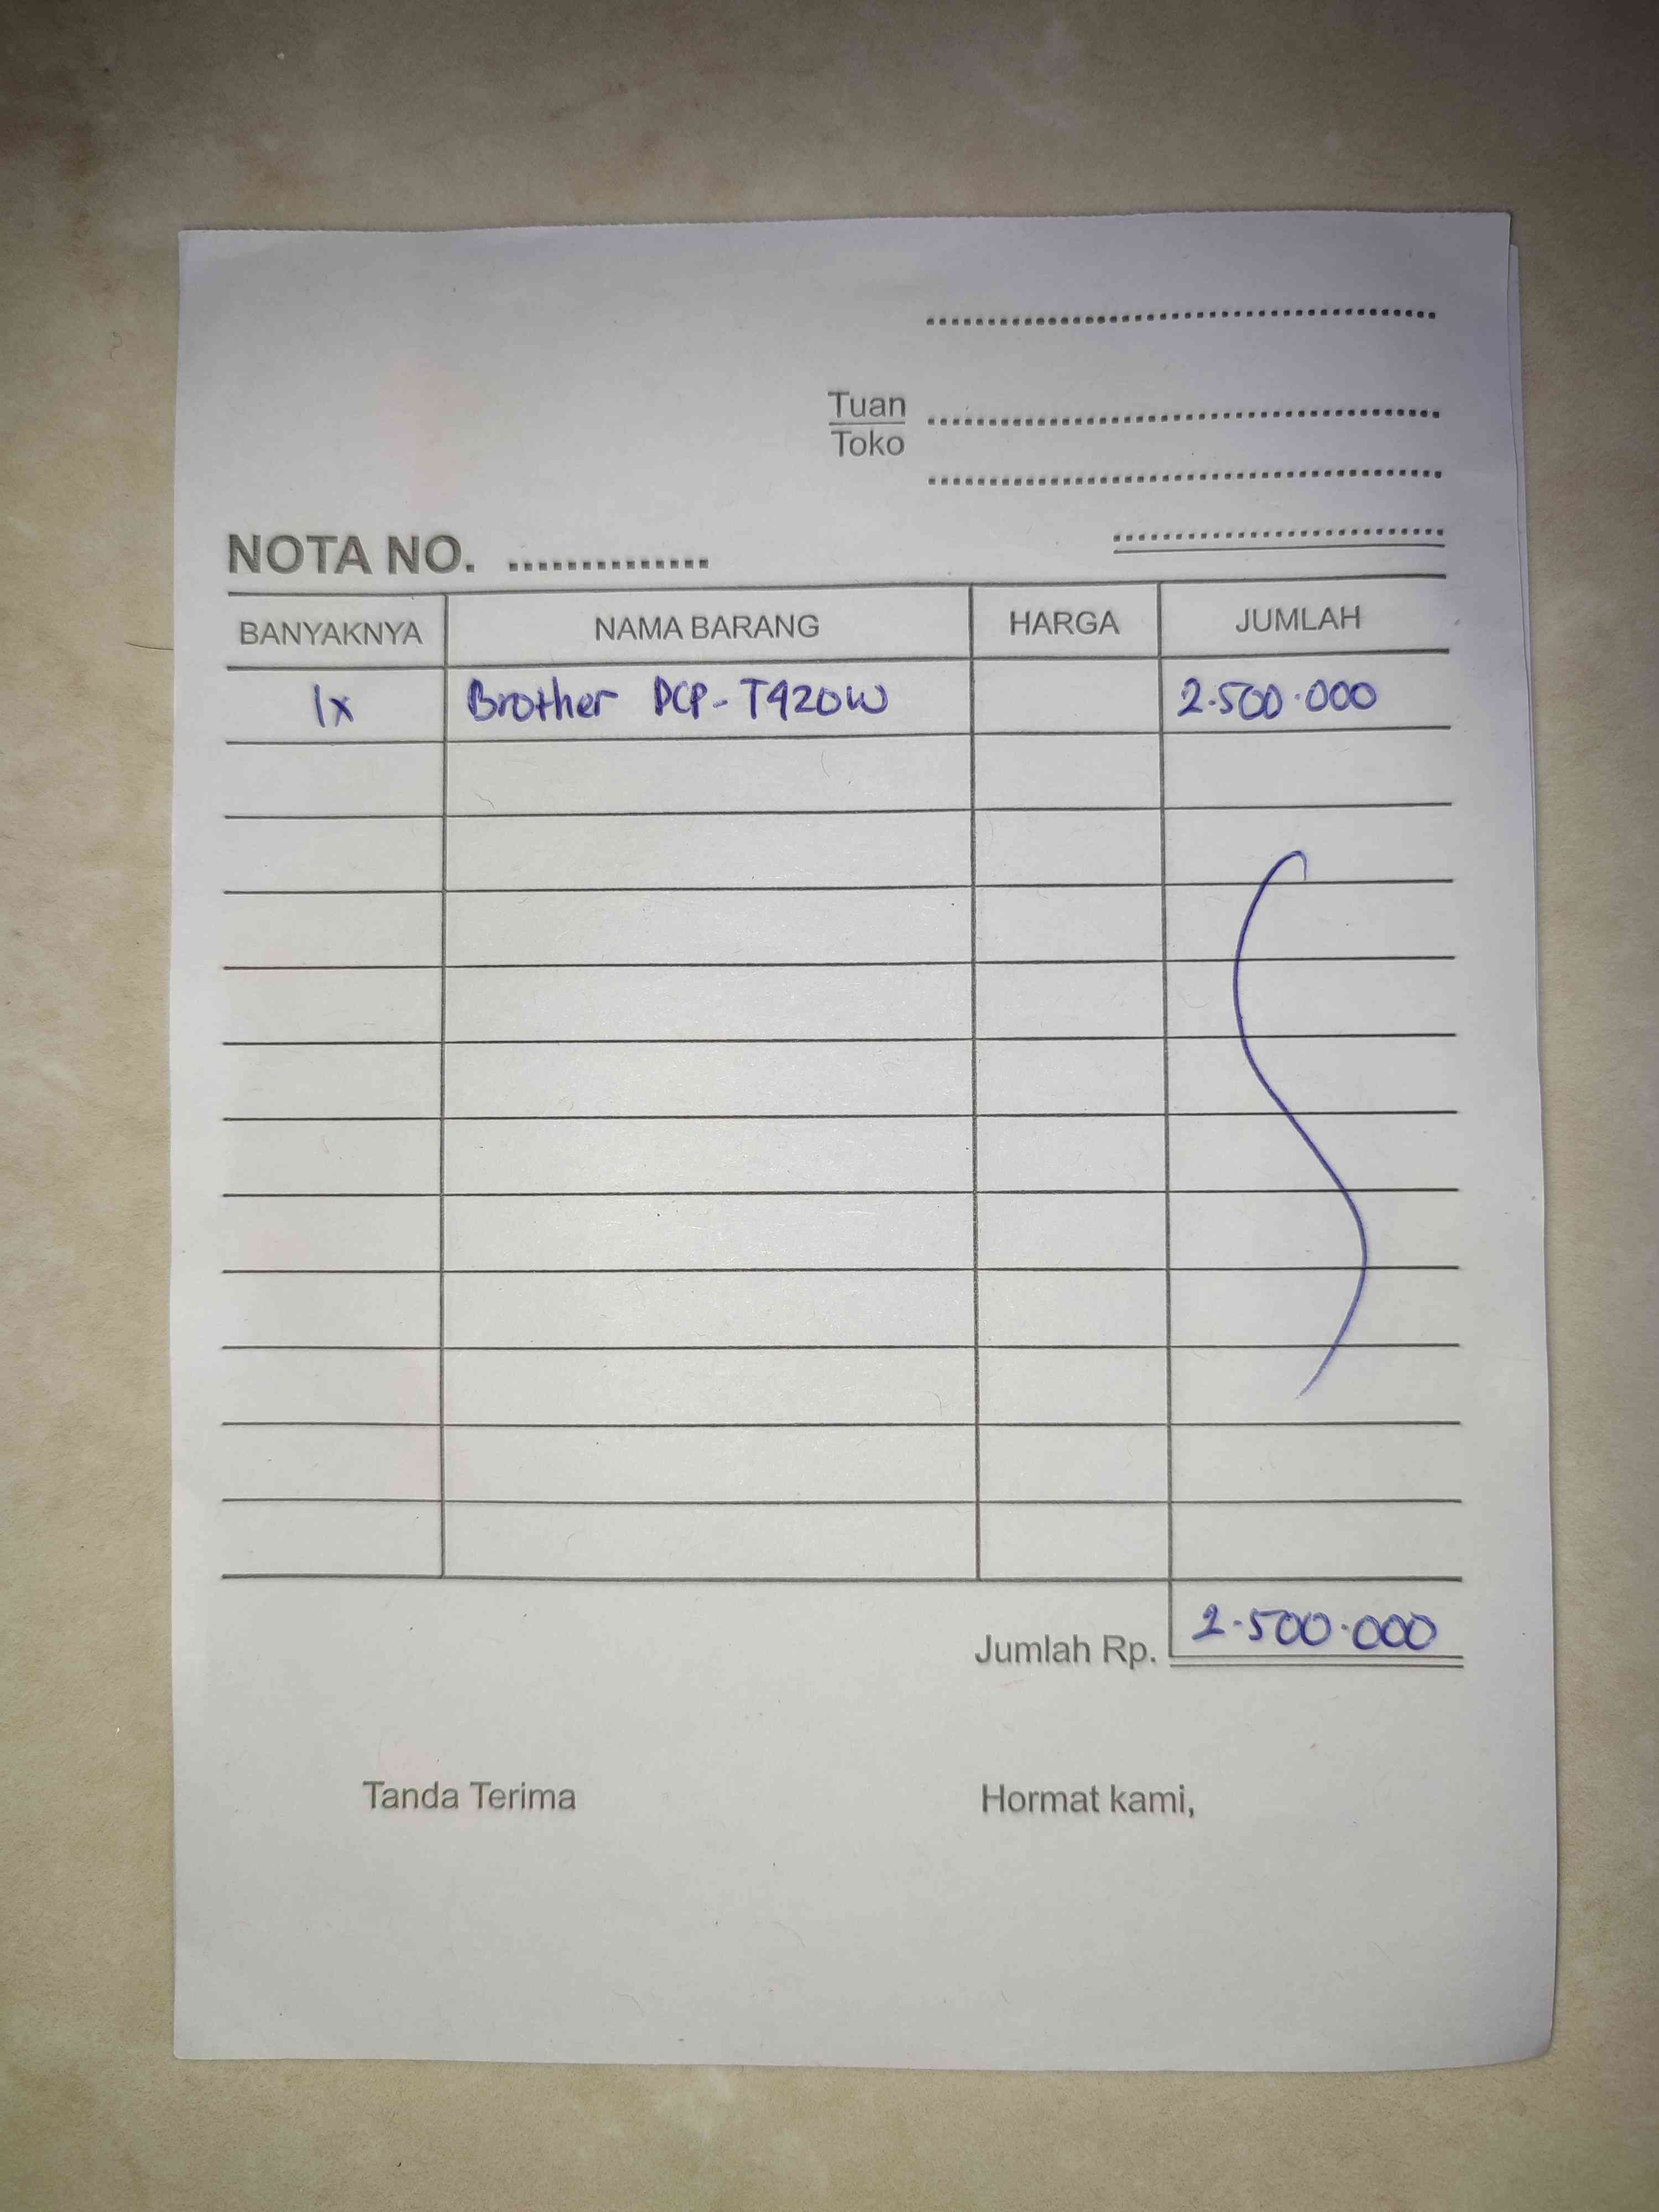 Tuan
Toko
NOTA NO. ..............
BANYAKNYA NAMA BARANG HARGA JUMLAH
1x Brother DCP-T420W 2.500.000
Jumlah Rp. 2.500.000
Tanda Terima Hormat kami,